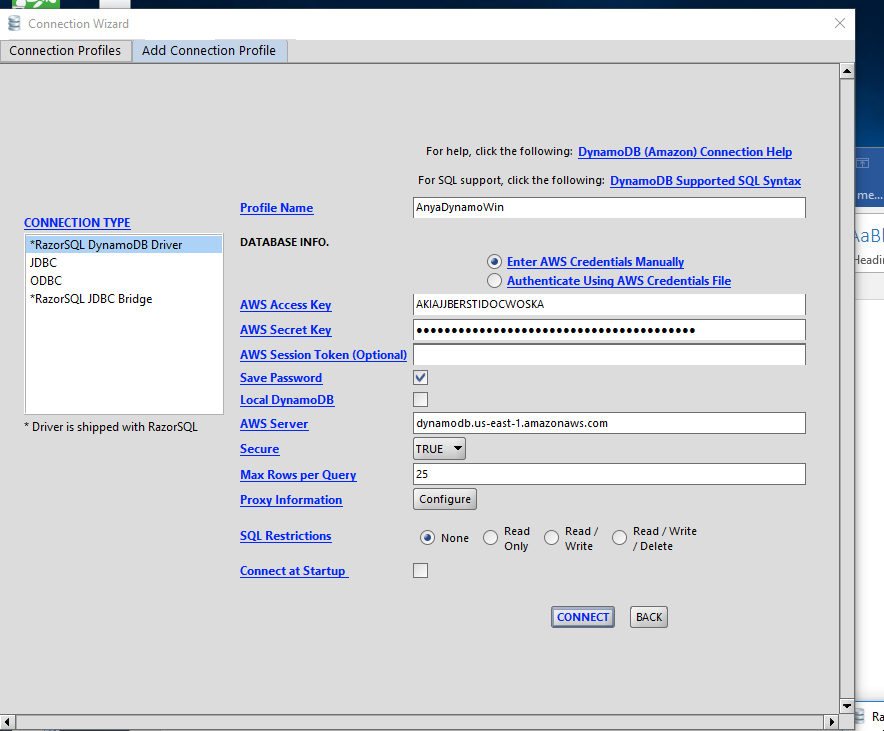 Connection Wizard
Connection Profiles
Add Connection Profile
For help, click the following: DynamoDB (Amazon) Connection Help
For SQL support, click the following: DynamoDB Supported SQL Syntax
Profile Name AnyaDynamoWin
CONNECTION TYPE
*RazorSQL DynamoDB Driver
JDBC
ODBC
*RazorSQL JDBC Bridge
* Driver is shipped with RazorSQL
DATABASE INFO.
Enter AWS Credentials Manually
Authenticate Using AWS Credentials File
AWS Access Key AKIAJJBERSTIDOCWOSKA
AWS Secret Key
AWS Session Token (Optional)
Save Password
Local DynamoDB
AWS Server dynamodb.us-east-1.amazonaws.com
Secure TRUE
Max Rows per Query 25
Proxy Information Configure
SQL Restrictions None Read Only Read / Write Read / Write / Delete
Connect at Startup
CONNECT BACK
me...
AaBl
Headin
Ra